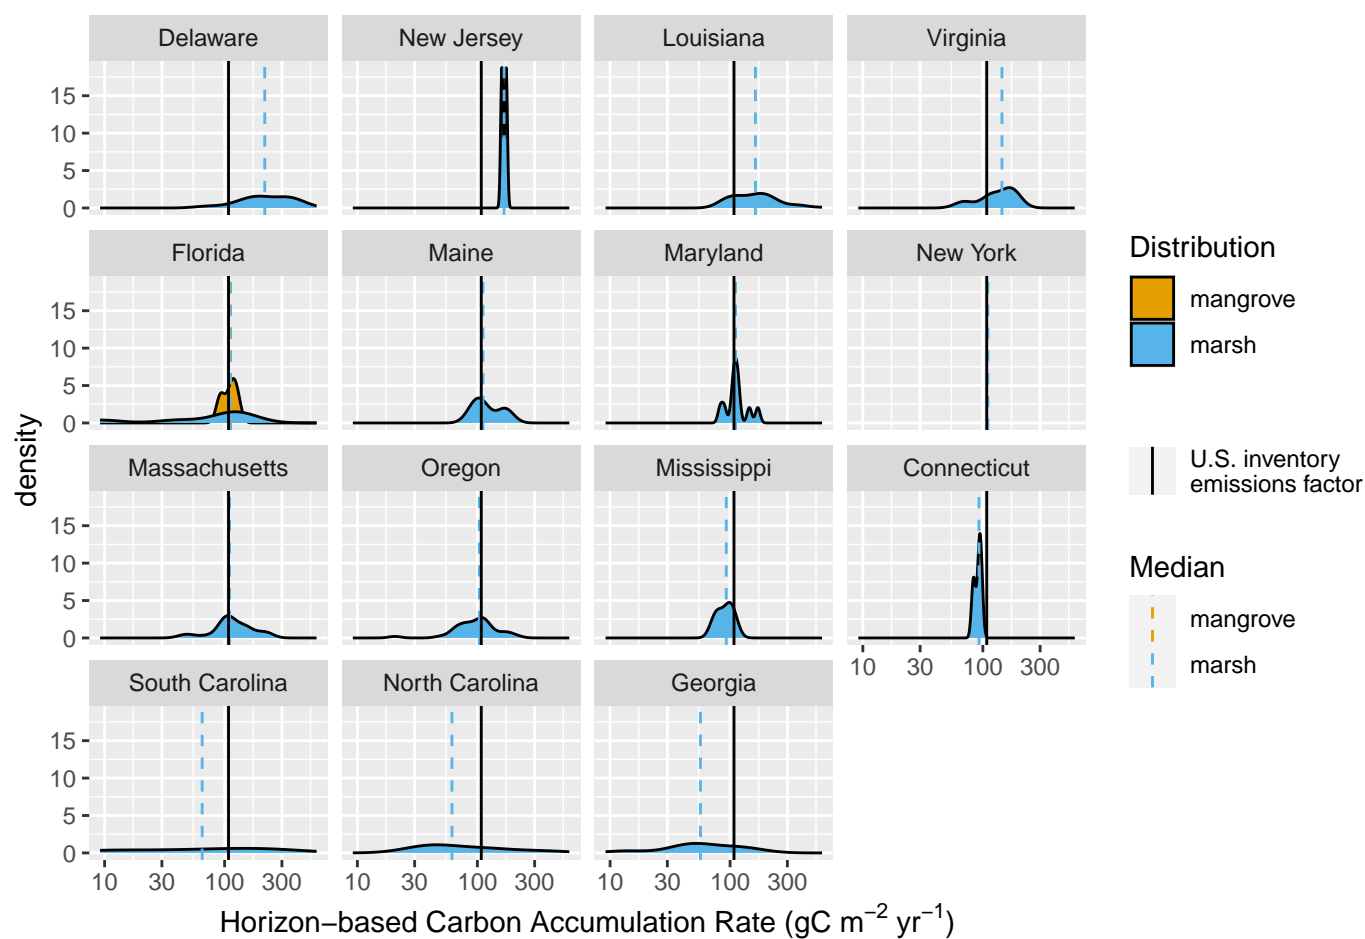 Delaware New Jersey Louisiana Virginia
15
10
5
0
Florida Maine Maryland New York
15
10
5
0
Massachusetts Oregon Mississippi Connecticut
15
10
5
0
10 30 100 300
South Carolina North Carolina Georgia
15
10
5
0
10 30 100 300 10 30 100 300 10 30 100 300
density
Horizon−based Carbon Accumulation Rate (gC m⁻² yr⁻¹)
Distribution
mangrove
marsh
U.S. inventory
emissions factor
Median
mangrove
marsh